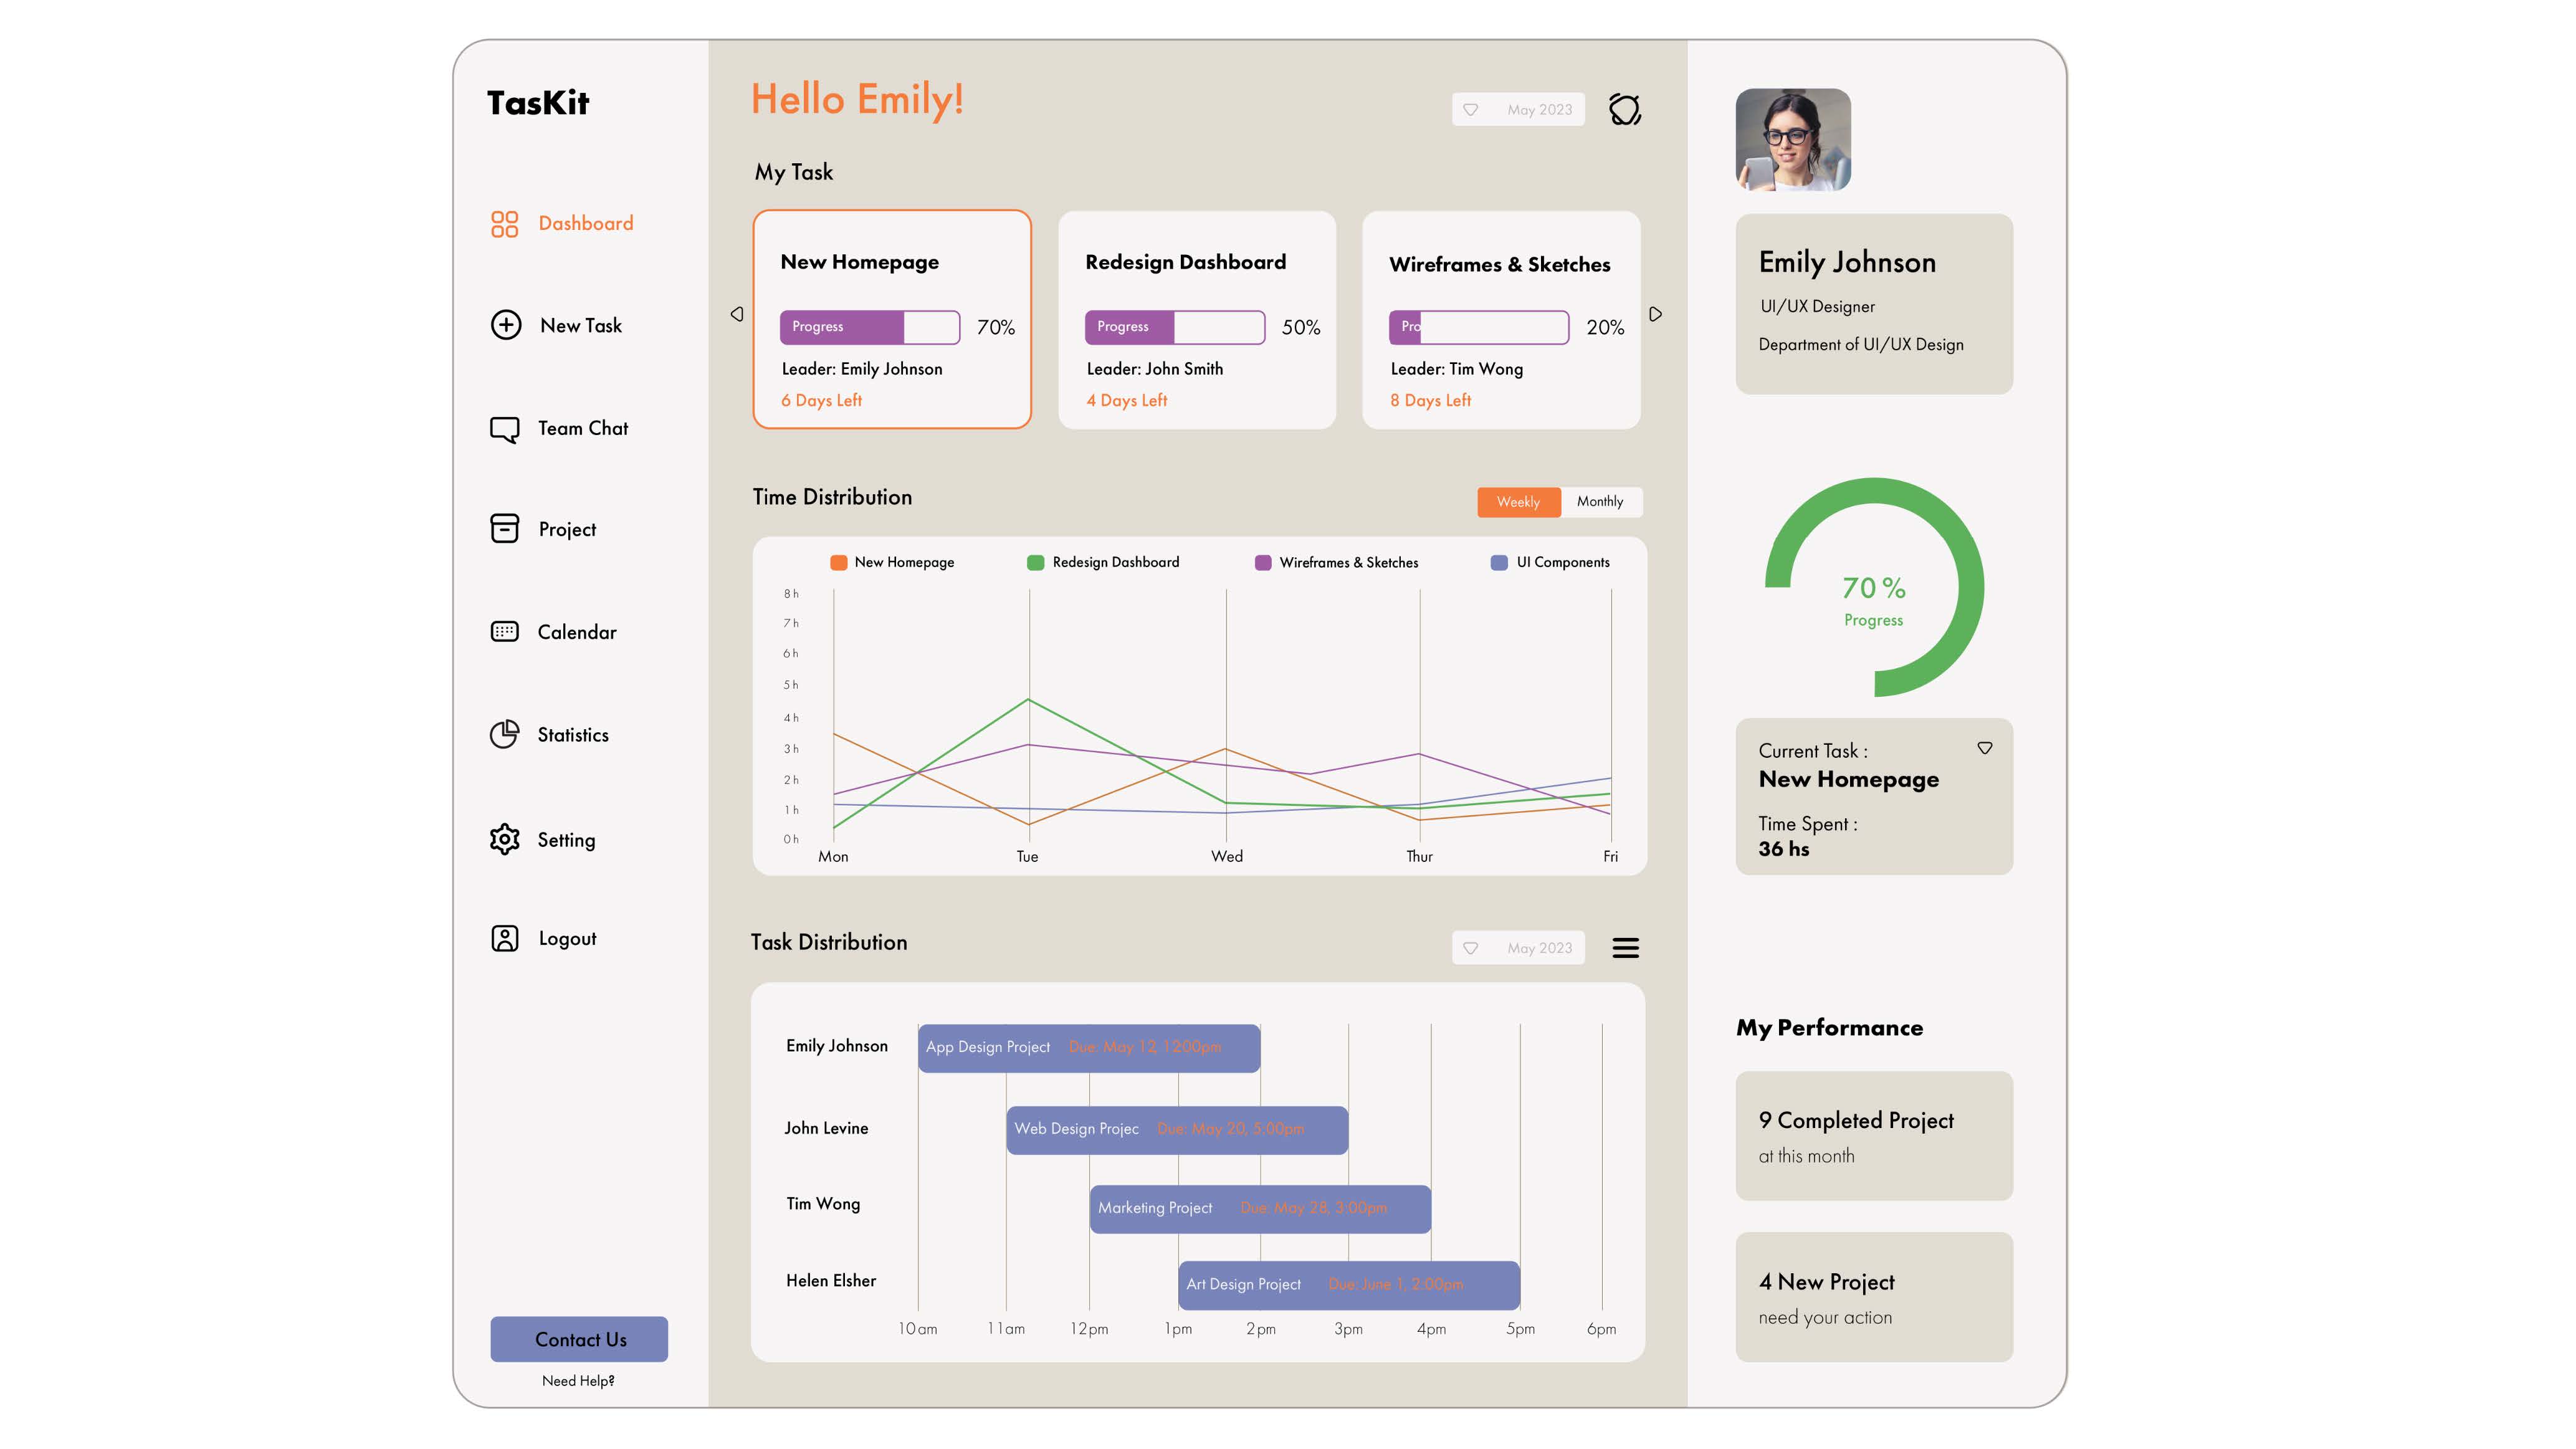 TasKit
Dashboard
New Task
Team Chat
Project
Calendar
Statistics
Setting
Logout
Contact Us
Need Help?
Hello Emily!
May 2023
My Task
New Homepage
Progress
70%
Leader: Emily Johnson
6 Days Left
Redesign Dashboard
Progress
50%
Leader: John Smith
4 Days Left
Wireframes & Sketches
Pro
20%
Leader: Tim Wong
8 Days Left
Time Distribution
Weekly
Monthly
New Homepage
Redesign Dashboard
Wireframes & Sketches
UI Components
8 h
7 h
6 h
5 h
4 h
3 h
2 h
1 h
0 h
Mon
Tue
Wed
Thur
Fri
Task Distribution
May 2023
Emily Johnson
App Design Project Due: May 12, 1200pm
John Levine
Web Design Projec Due: May 20, 5:00pm
Tim Wong
Marketing Project Due: May 28, 3:00pm
Helen Elsher
Art Design Project Due: June 1, 2:00pm
10am
11am
12pm
1pm
2pm
3pm
4pm
5pm
6pm
Emily Johnson
UI/UX Designer
Department of UI/UX Design
70 %
Progress
Current Task :
New Homepage
Time Spent :
36 hs
My Performance
9 Completed Project
at this month
4 New Project
need your action